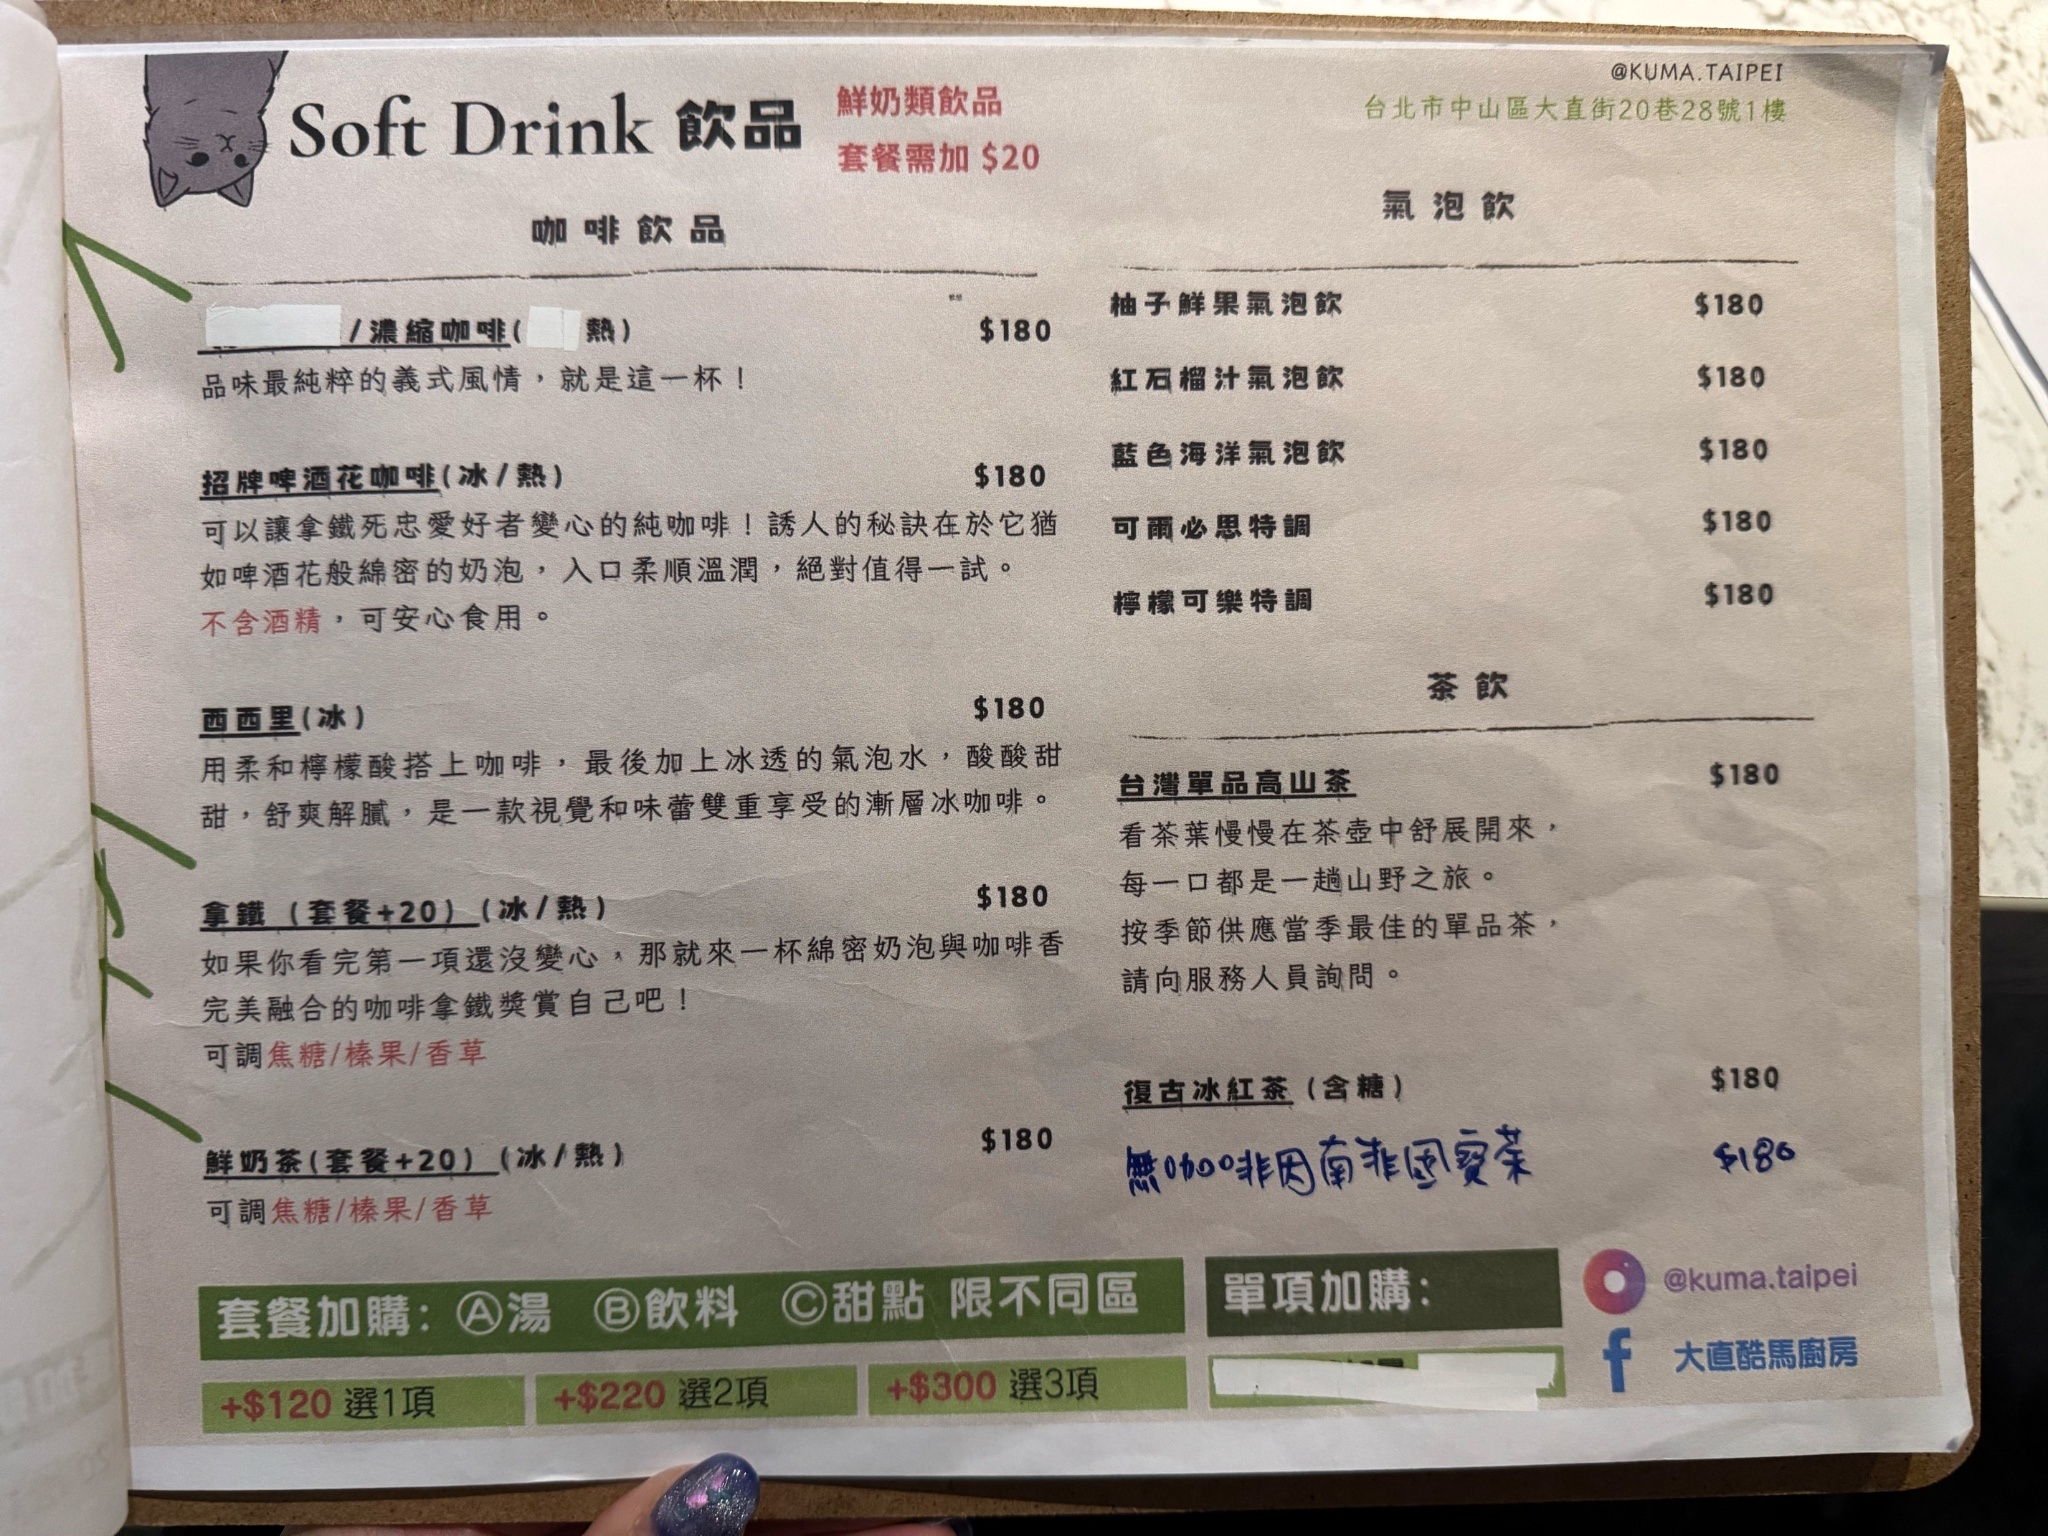 @KUMA.TAIPEI
Soft Drink 飲品
鮮奶類飲品
套餐需加 $20
台北市中山區大直街20巷28號1樓
咖啡飲品
/濃縮咖啡( 熱) $180
品味最純粹的義式風情，就是這一杯！
招牌啤酒花咖啡(冰/熱) $180
可以讓拿鐵死忠愛好者變心的純咖啡！誘人的秘訣在於它猶
如啤酒花般綿密的奶泡，入口柔順溫潤，絕對值得一試。
不含酒精，可安心食用。
西西里(冰) $180
用柔和檸檬酸搭上咖啡，最後加上冰透的氣泡水，酸酸甜
甜，舒爽解膩，是一款視覺和味蕾雙重享受的漸層冰咖啡。
拿鐵（套餐+20）(冰/熱) $180
如果你看完第一項還沒變心，那就來一杯綿密奶泡與咖啡香
完美融合的咖啡拿鐵獎賞自己吧！
可調焦糖/榛果/香草
鮮奶茶(套餐+20）(冰/熱) $180
可調焦糖/榛果/香草
氣泡飲
柚子鮮果氣泡飲 $180
紅石榴汁氣泡飲 $180
藍色海洋氣泡飲 $180
可爾必思特調 $180
檸檬可樂特調 $180
茶飲
台灣單品高山茶 $180
看茶葉慢慢在茶壺中舒展開來，
每一口都是一趟山野之旅。
按季節供應當季最佳的單品茶，
請向服務人員詢問。
復古冰紅茶 (含糖) $180
無咖啡因南非國寶茶 $180
套餐加購：Ⓐ湯 Ⓑ飲料 Ⓒ甜點 限不同區
+$120 選1項
+$220 選2項
+$300 選3項
單項加購：
@kuma.taipei
大直酷馬廚房